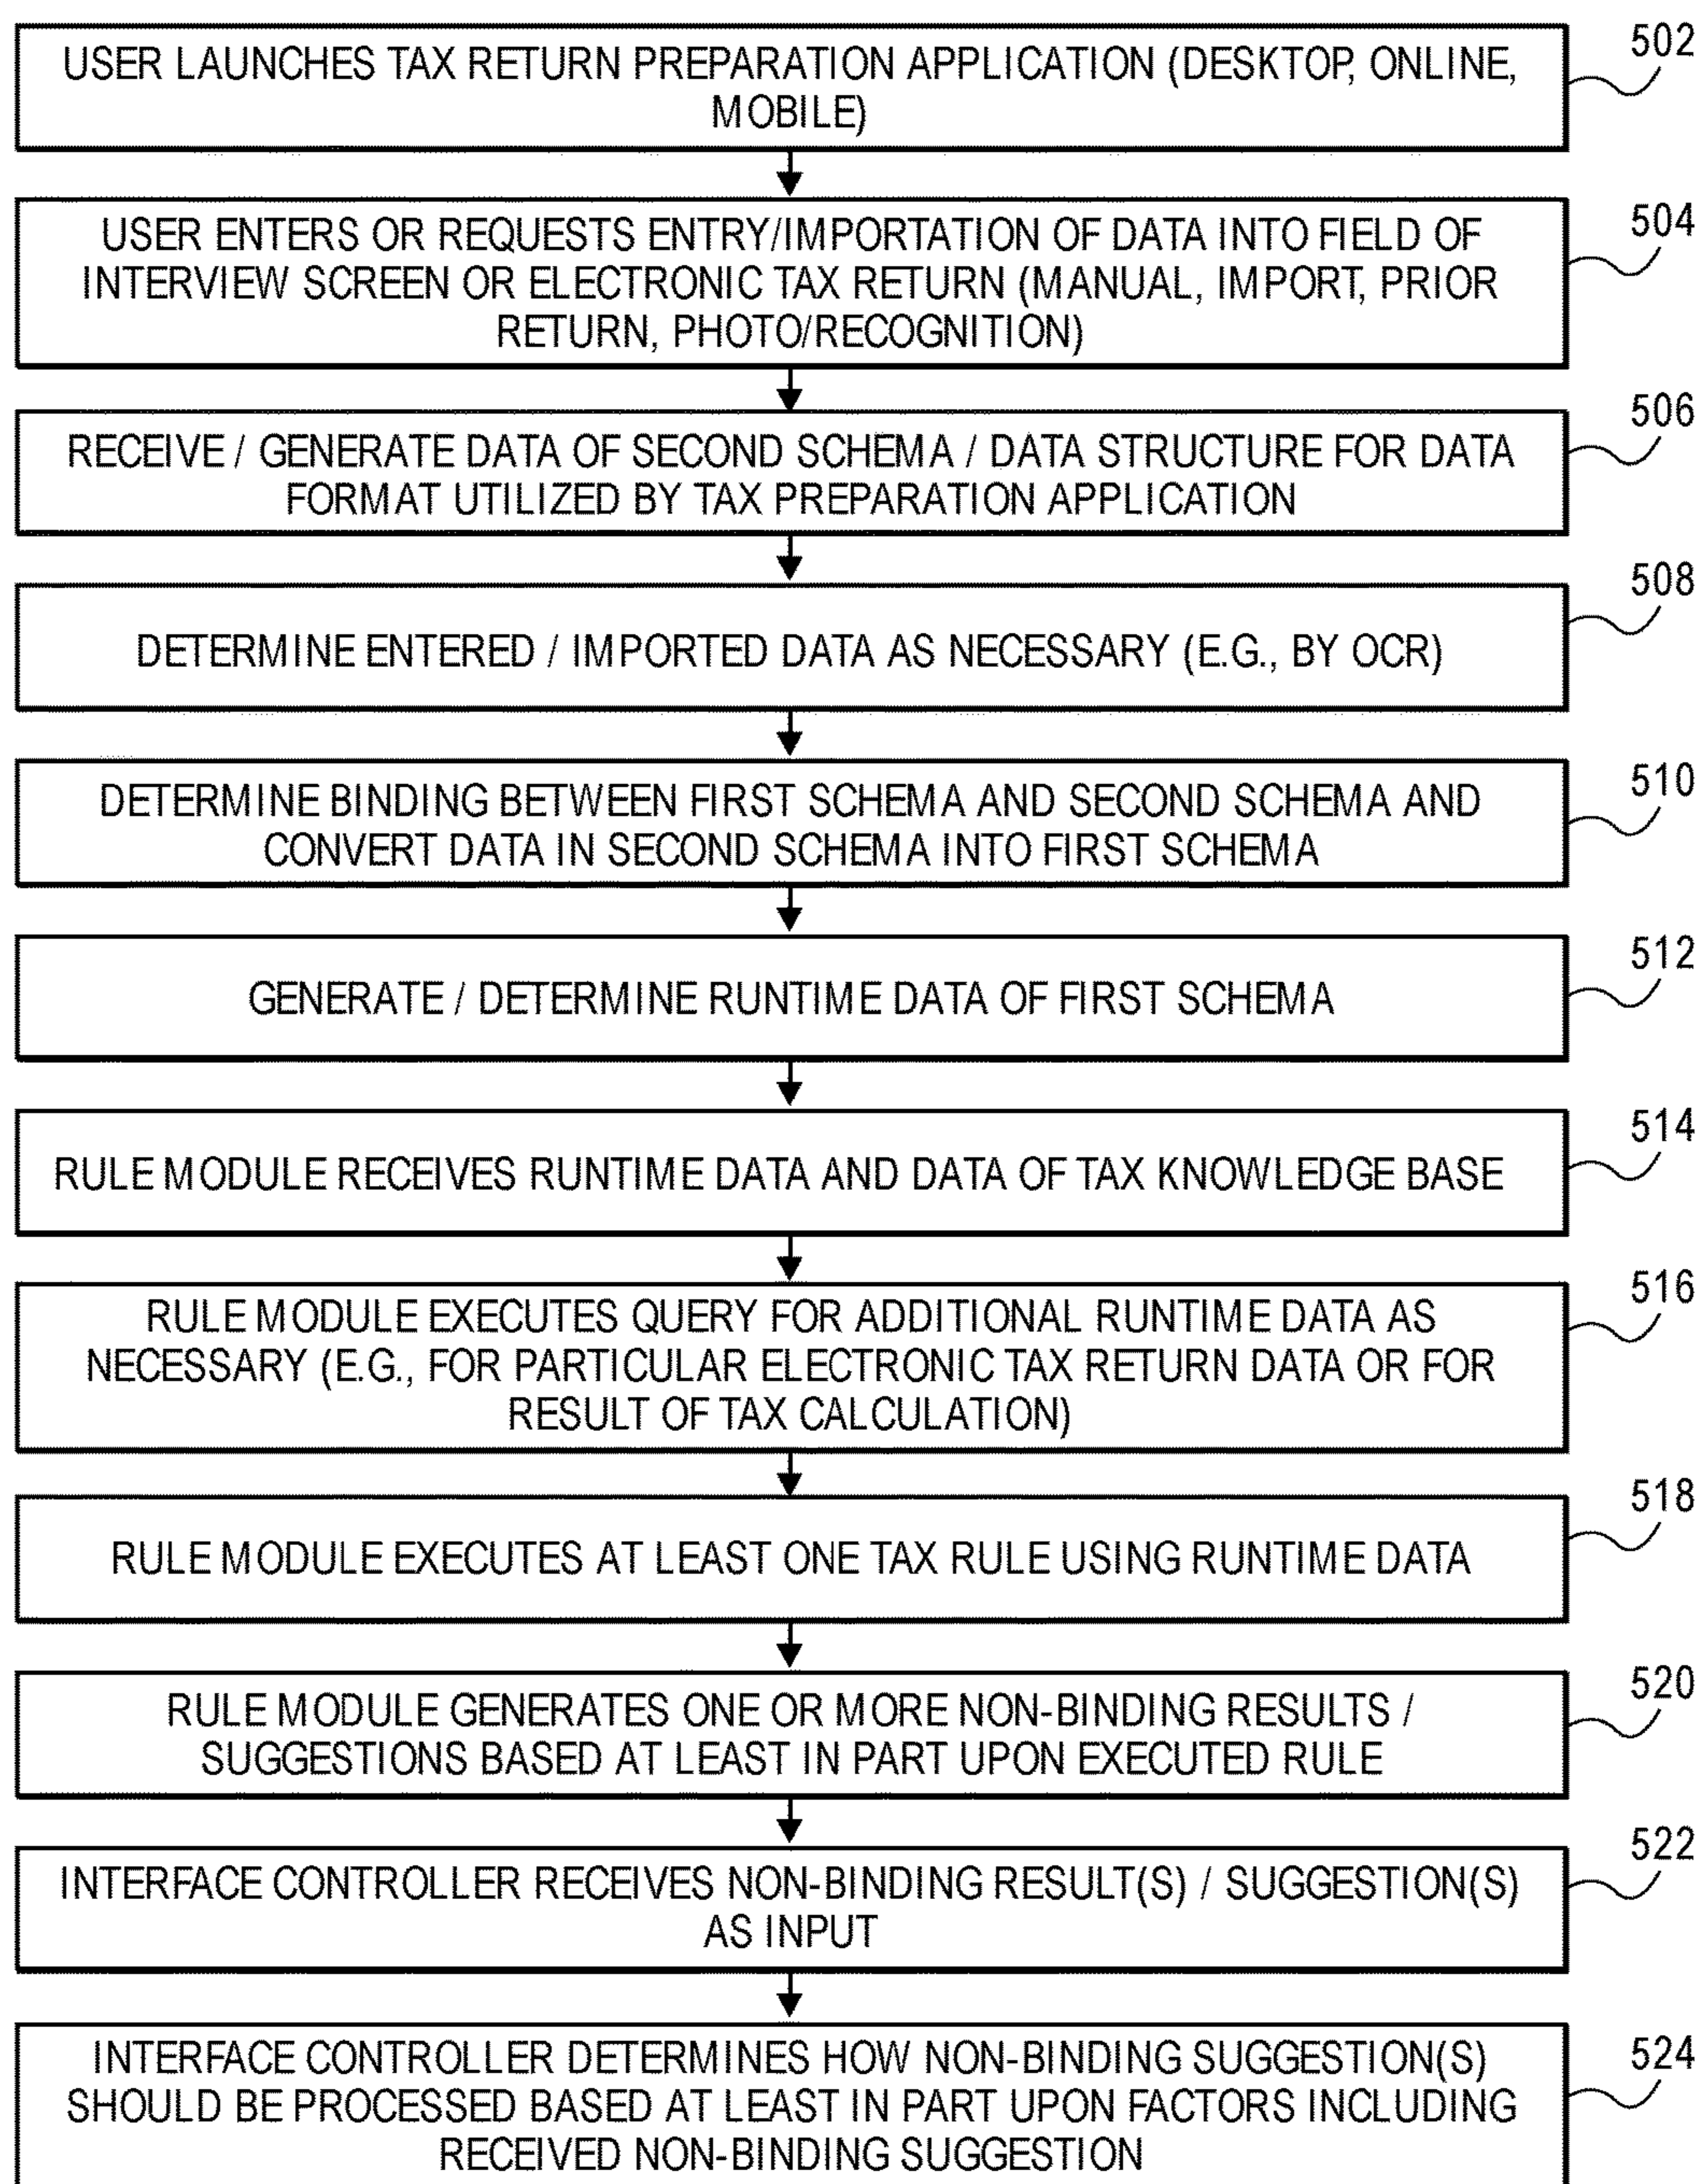 USER LAUNCHES TAX RETURN PREPARATION APPLICATION (DESKTOP, ONLINE,
MOBILE)
502
USER ENTERS OR REQUESTS ENTRY/IMPORTATION OF DATA INTO FIELD OF
INTERVIEW SCREEN OR ELECTRONIC TAX RETURN (MANUAL, IMPORT, PRIOR
RETURN, PHOTO/RECOGNITION)
504
RECEIVE / GENERATE DATA OF SECOND SCHEMA / DATA STRUCTURE FOR DATA
FORMAT UTILIZED BY TAX PREPARATION APPLICATION
506
DETERMINE ENTERED / IMPORTED DATA AS NECESSARY (E.G., BY OCR)
508
DETERMINE BINDING BETWEEN FIRST SCHEMA AND SECOND SCHEMA AND
CONVERT DATA IN SECOND SCHEMA INTO FIRST SCHEMA
510
GENERATE / DETERMINE RUNTIME DATA OF FIRST SCHEMA
512
RULE MODULE RECEIVES RUNTIME DATA AND DATA OF TAX KNOWLEDGE BASE
514
RULE MODULE EXECUTES QUERY FOR ADDITIONAL RUNTIME DATA AS
NECESSARY (E.G., FOR PARTICULAR ELECTRONIC TAX RETURN DATA OR FOR
RESULT OF TAX CALCULATION)
516
RULE MODULE EXECUTES AT LEAST ONE TAX RULE USING RUNTIME DATA
518
RULE MODULE GENERATES ONE OR MORE NON-BINDING RESULTS /
SUGGESTIONS BASED AT LEAST IN PART UPON EXECUTED RULE
520
INTERFACE CONTROLLER RECEIVES NON-BINDING RESULT(S) / SUGGESTION(S)
AS INPUT
522
INTERFACE CONTROLLER DETERMINES HOW NON-BINDING SUGGESTION(S)
SHOULD BE PROCESSED BASED AT LEAST IN PART UPON FACTORS INCLUDING
RECEIVED NON-BINDING SUGGESTION
524